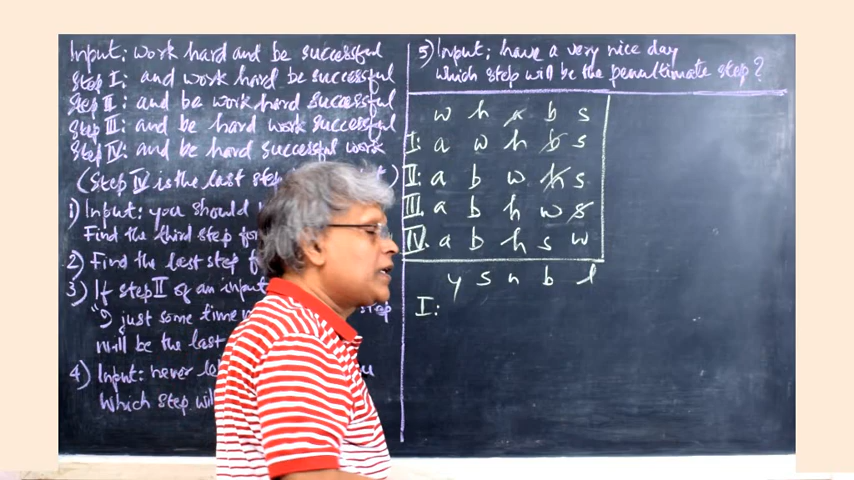 Input: work hard and be successful
Step I: and work hard be successful
Step II: and be work hard successful
Step III: and be hard work successful
Step IV: and be hard successful work
(Step IV is the last step
1) Input: you should
Find the third step for
2) Find the last step
3) If step II of an input
"I just some time step
will be the last
4) Input: never
Which step will
5) Input: have a very nice day
Which step will be the penultimate step?
w h a b s
I: a w h b s
II: a b w h s
III. a b h w s
IV. a b h s w
y s n b l
I: